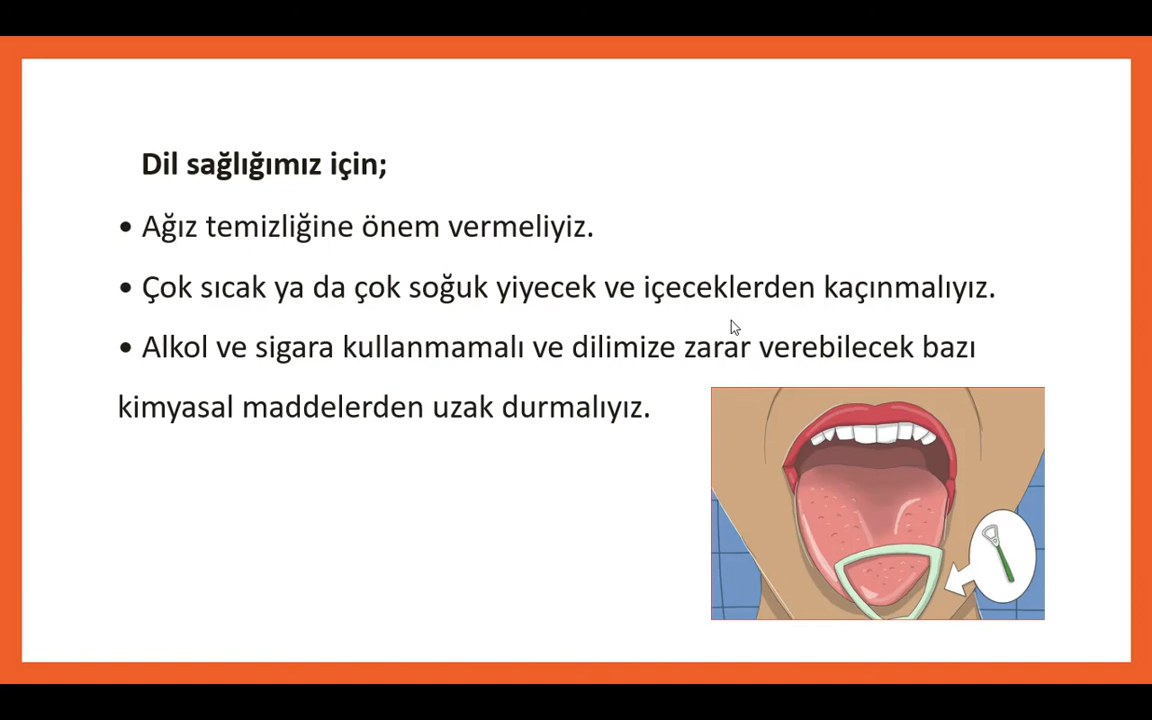 Dil sağlığımız için;
• Ağız temizliğine önem vermeliyiz.
• Çok sıcak ya da çok soğuk yiyecek ve içeceklerden kaçınmalıyız.
• Alkol ve sigara kullanmamalı ve dilimize zarar verebilecek bazı
kimyasal maddelerden uzak durmalıyız.